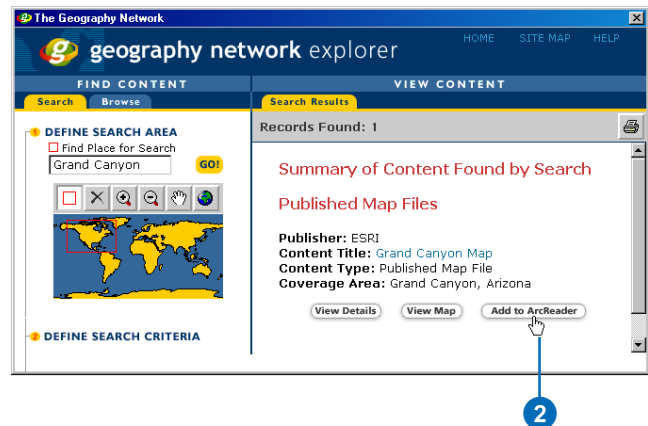 The Geography Network
geography network explorer
HOME SITE MAP HELP
FIND CONTENT
VIEW CONTENT
Search Browse
Search Results
1 DEFINE SEARCH AREA
Find Place for Search
Grand Canyon GO!
Records Found: 1
Summary of Content Found by Search
Published Map Files
Publisher: ESRI
Content Title: Grand Canyon Map
Content Type: Published Map File
Coverage Area: Grand Canyon, Arizona
View Details View Map Add to ArcReader
2 DEFINE SEARCH CRITERIA
2